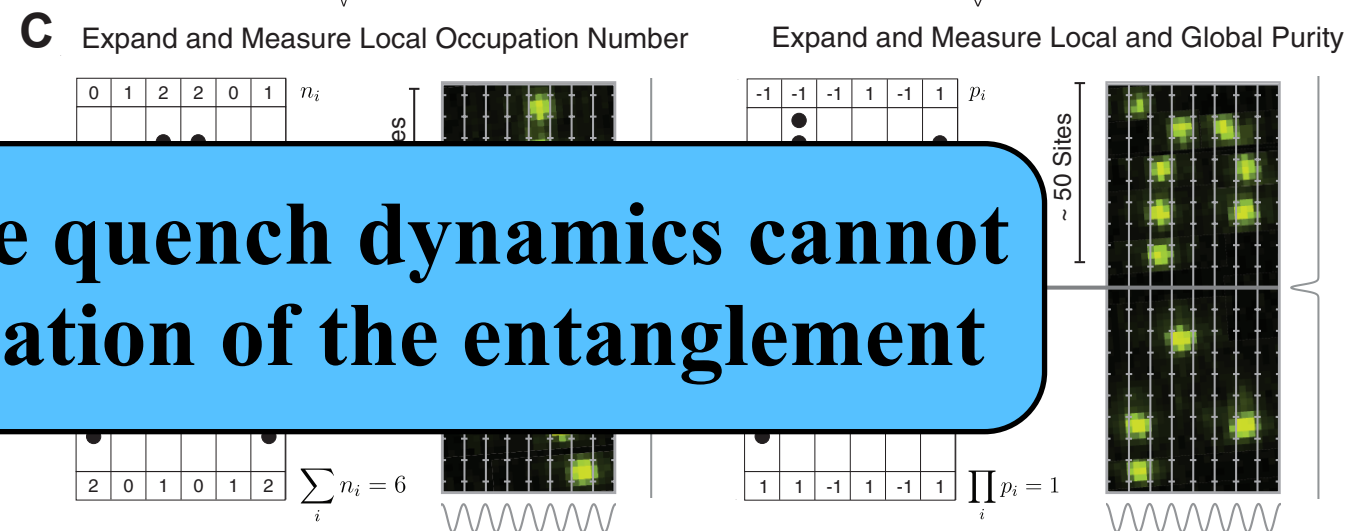 C Expand and Measure Local Occupation Number
Expand and Measure Local and Global Purity
0 1 2 2 0 1 n_i
-1 -1 -1 1 -1 1 p_i
~ 50 Sites
quench dynamics cannot
of the entanglement
2 0 1 0 1 2 ∑_i n_i = 6
1 1 -1 1 -1 1 ∏_i p_i = 1